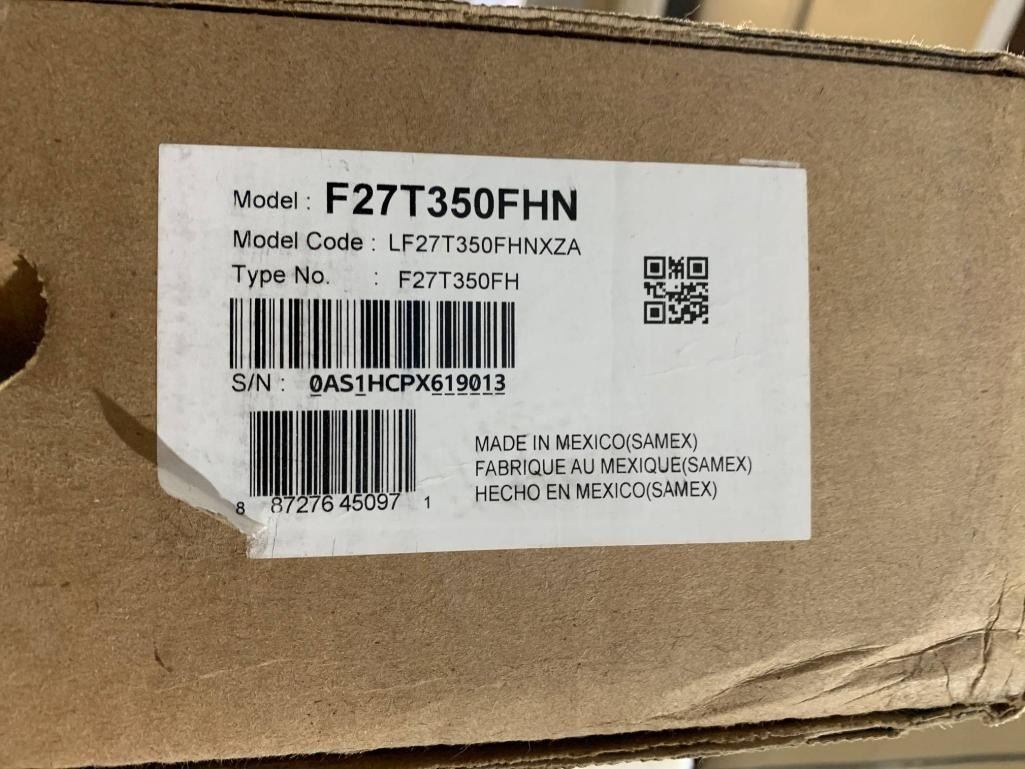 Model : F27T350FHN
Model Code : LF27T350FHNXZA
Type No. : F27T350FH
S/N : 0AS1HCPX619013
8 87276 45097 1
MADE IN MEXICO(SAMEX)
FABRIQUE AU MEXIQUE(SAMEX)
HECHO EN MEXICO(SAMEX)